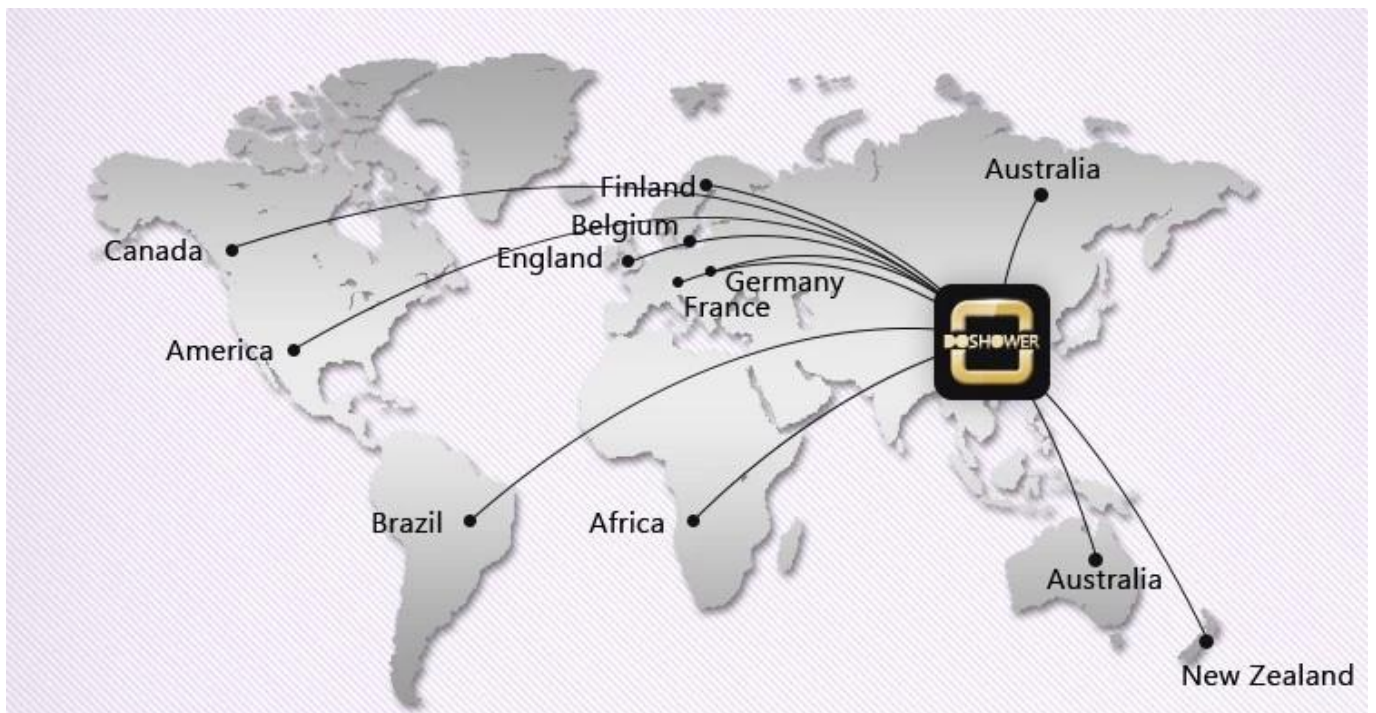 Australia
Finland
Belgium
Canada
England
Germany
France
DOSHOWER
America
Brazil
Africa
Australia
New Zealand